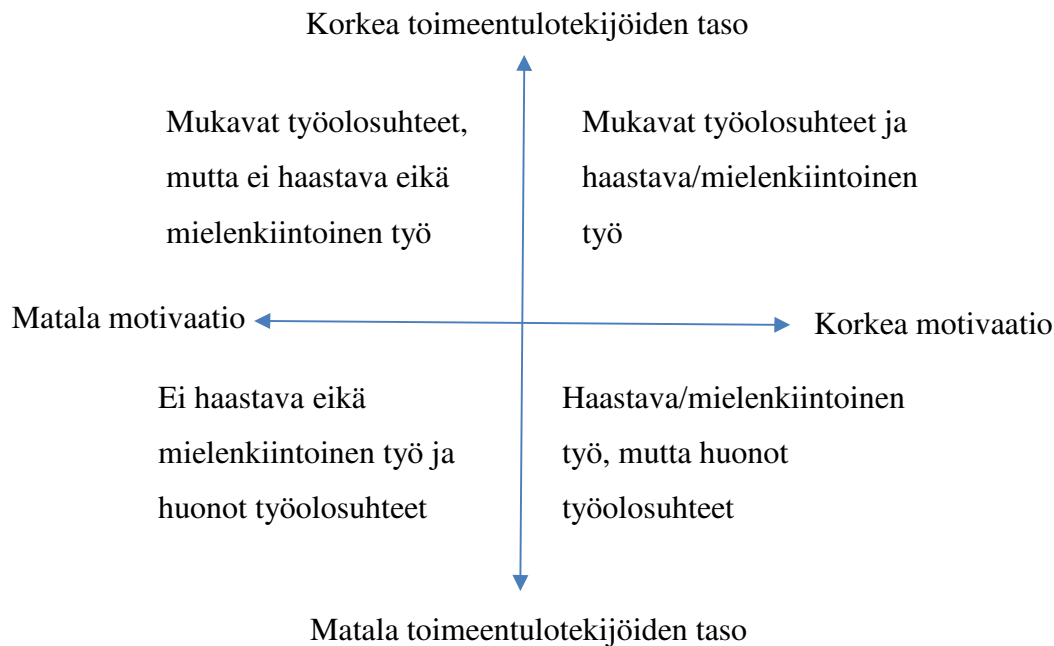 Korkea toimeentulotekijöiden taso
Mukavat työolosuhteet,
mutta ei haastava eikä
mielenkiintoinen työ
Mukavat työolosuhteet ja
haastava/mielenkiintoinen
työ
Matala motivaatio
Korkea motivaatio
Ei haastava eikä
mielenkiintoinen työ ja
huonot työolosuhteet
Haastava/mielenkiintoinen
työ, mutta huonot
työolosuhteet
Matala toimeentulotekijöiden taso